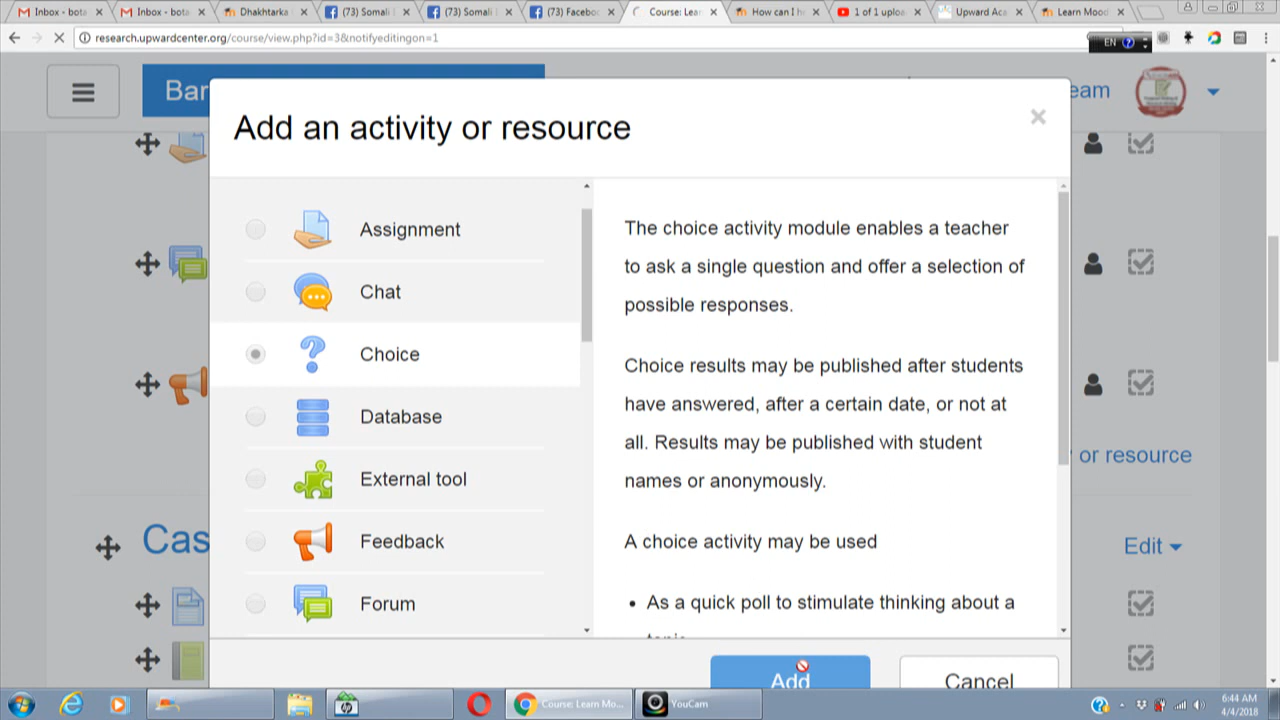 Inbox - bota
Inbox - bota
Dhakhtarka
(73) Somali
(73) Somali
(73) Facebo
Course: Lear
How can I h
1 of 1 uploa
Upward Aca
Learn Mood
research.upwardcenter.org/course/view.php?id=3&notifyeditingon=1
EN
Bar
eam
Add an activity or resource
×
Assignment
Chat
Choice
Database
External tool
Feedback
Forum
The choice activity module enables a teacher
to ask a single question and offer a selection of
possible responses.
Choice results may be published after students
have answered, after a certain date, or not at
all. Results may be published with student
names or anonymously.
A choice activity may be used
• As a quick poll to stimulate thinking about a
topic
or resource
Cas
Edit
Add
Cancel
Course: Learn Mo...
YouCam
6:44 AM
4/4/2018